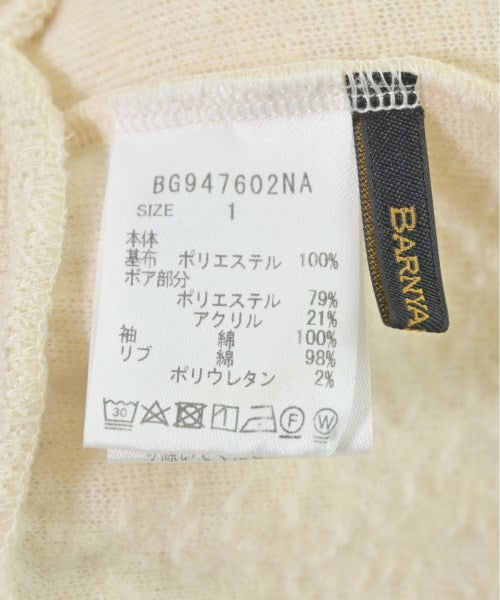 BG947602NA
SIZE 1
本体
基布 ポリエステル 100%
ボア部分
ポリエステル 79%
アクリル 21%
袖 綿 100%
リブ 綿 98%
ポリウレタン 2%
30 F W
BARNYA